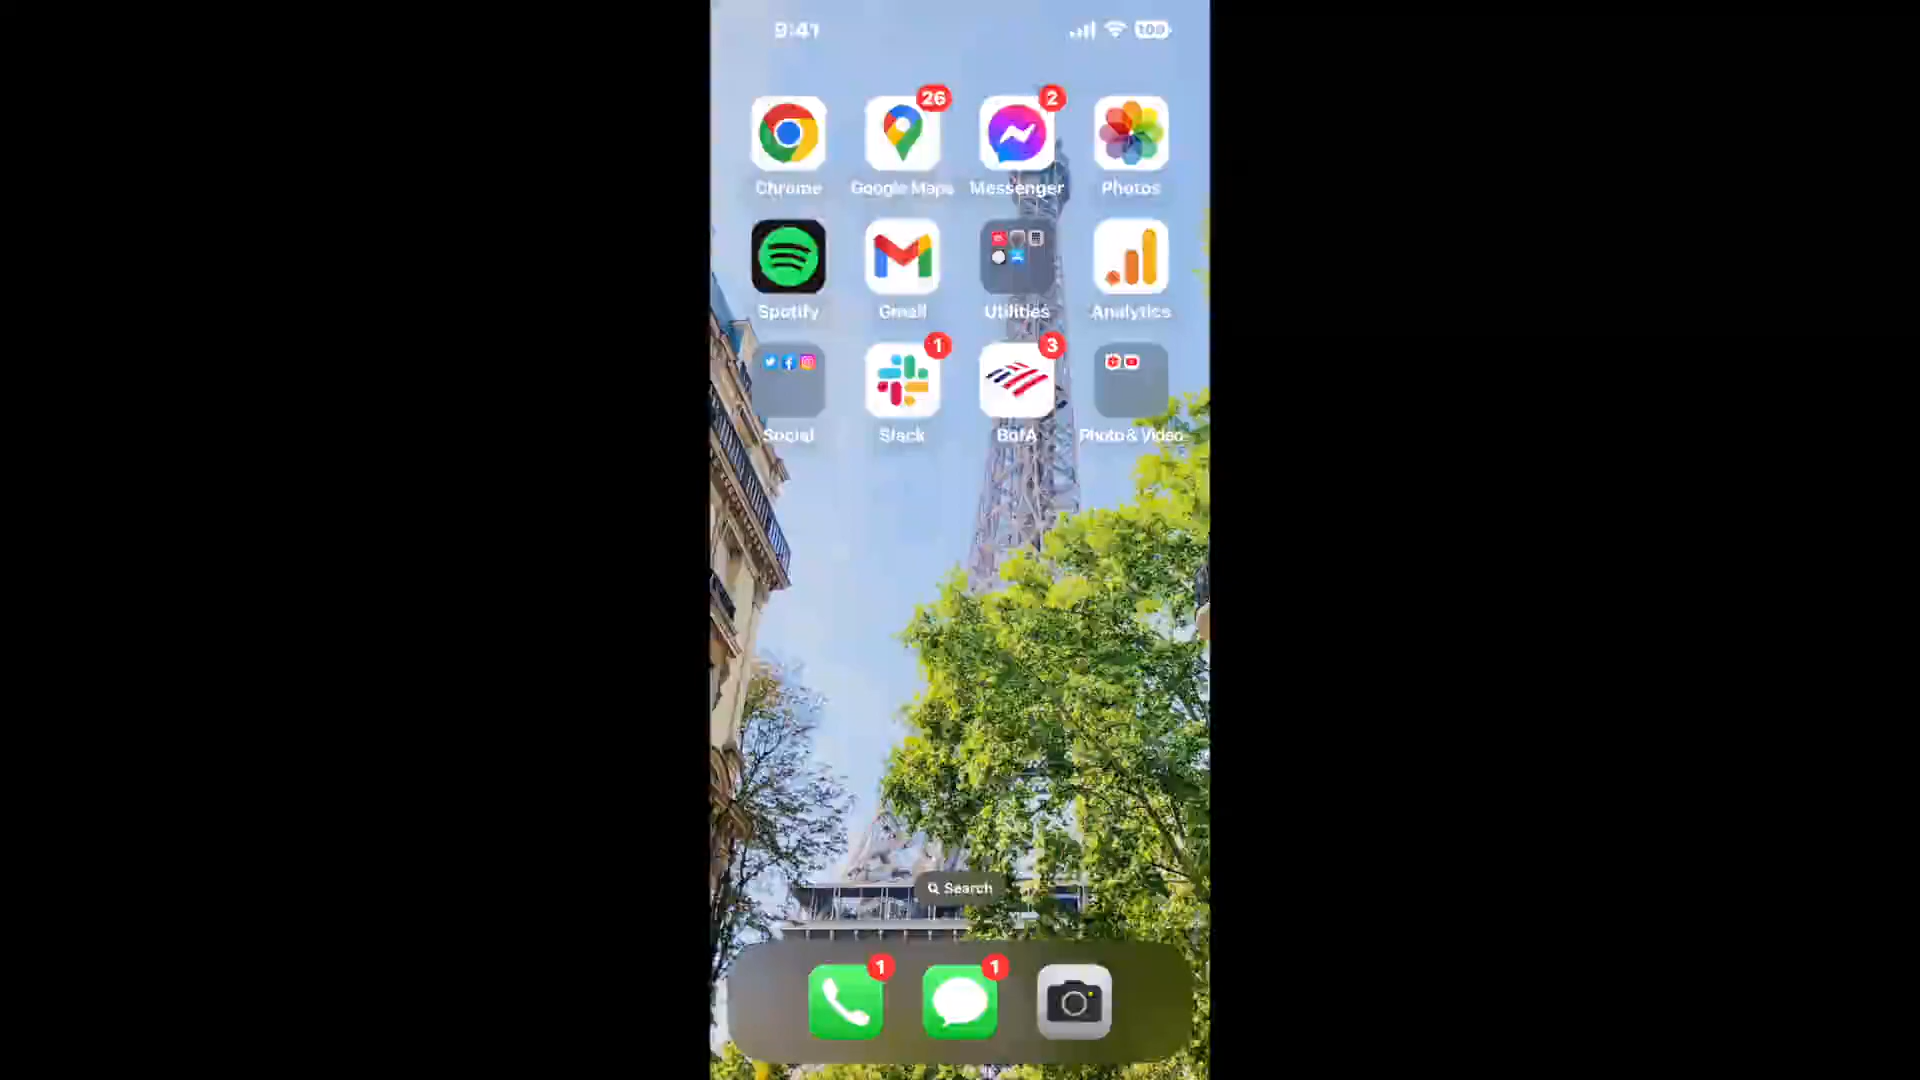 9:41
100
26
2
Chrome
Google Maps
Messenger
Photos
Spotify
Gmail
Utilities
Analytics
1
3
Social
Slack
BofA
Photo & Video
Search
1
1